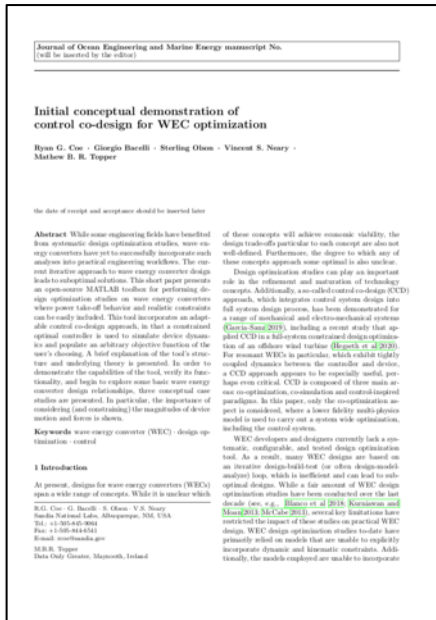 Journal of Ocean Engineering and Marine Energy manuscript No.
(will be inserted by the editor)
Initial conceptual demonstration of
control co-design for WEC optimization
Ryan G. Coe · Giorgio Bacelli · Sterling Olson · Vincent S. Neary ·
Mathew B. R. Topper
the date of receipt and acceptance should be inserted later
Abstract While some engineering fields have benefited
from systematic design optimization studies, wave en-
ergy converters have yet to successfully incorporate such
analyses into practical engineering workflows. The cur-
rent iterative approach to wave energy converter design
leads to suboptimal solutions. This short paper presents
an open-source MATLAB toolbox for performing de-
sign optimization studies on wave energy converters
where power take-off behavior and realistic constraints
can be easily included. This tool incorporates an adapt-
able control co-design approach, in that a constrained
optimal controller is used to simulate device dynam-
ics and populate an arbitrary objective function of the
user's choosing. A brief explanation of the tool's struc-
ture and underlying theory is presented. In order to
demonstrate the capabilities of the tool, verify its func-
tionality, and begin to explore some basic wave energy
converter design relationships, three conceptual case
studies are presented. In particular, the importance of
considering (and constraining) the magnitudes of device
motion and forces is shown.
Keywords wave energy converter (WEC) · design op-
timization · control
1 Introduction
At present, designs for wave energy converters (WECs)
span a wide range of concepts. While it is unclear which
R.G. Coe · G. Bacelli · S. Olson · V.S. Neary
Sandia National Labs, Albuquerque, NM, USA
Tel.: +1-505-845-9064
Fax: +1-505-844-6541
E-mail: rcoe@sandia.gov
M.B.R. Topper
Data Only Greater, Maynooth, Ireland
of these concepts will achieve economic viability, the
design trade-offs particular to each concept are also not
well-defined. Furthermore, the degree to which any of
these concepts approach some optimal is also unclear.
Design optimization studies can play an important
role in the refinement and maturation of technology
concepts. Additionally, a so-called control co-design (CCD)
approach, which integrates control system design into
full system design process, has been demonstrated for
a range of mechanical and electro-mechanical systems
(Garcia-Sanz 2019), including a recent study that ap-
plied CCD in a full-system constrained design optimiza-
tion of an offshore wind turbine (Hegseth et al 2020).
For resonant WECs in particular, which exhibit tightly
coupled dynamics between the controller and device,
a CCD approach appears to be especially useful, per-
haps even critical. CCD is composed of three main ar-
eas: co-optimization, co-simulation and control-inspired
paradigms. In this paper, only the co-optimization as-
pect is considered, where a lower fidelity multi-physics
model is used to carry out a system wide optimization,
including the control system.
WEC developers and designers currently lack a sys-
tematic, configurable, and tested design optimization
tool. As a result, many WEC designs are based on
an iterative design-build-test (or often design-model-
analyze) loop, which is inefficient and can lead to sub-
optimal designs. While a fair amount of WEC design
optimization studies have been conducted over the last
decade (see, e.g., Blanco et al 2018; Kurniawan and
Moan 2013; McCabe 2013), several key limitations have
restricted the impact of these studies on practical WEC
design. WEC design optimization studies to-date have
primarily relied on models that are unable to explicitly
incorporate dynamic and kinematic constraints. Addi-
tionally, the models employed are unable to incorporate